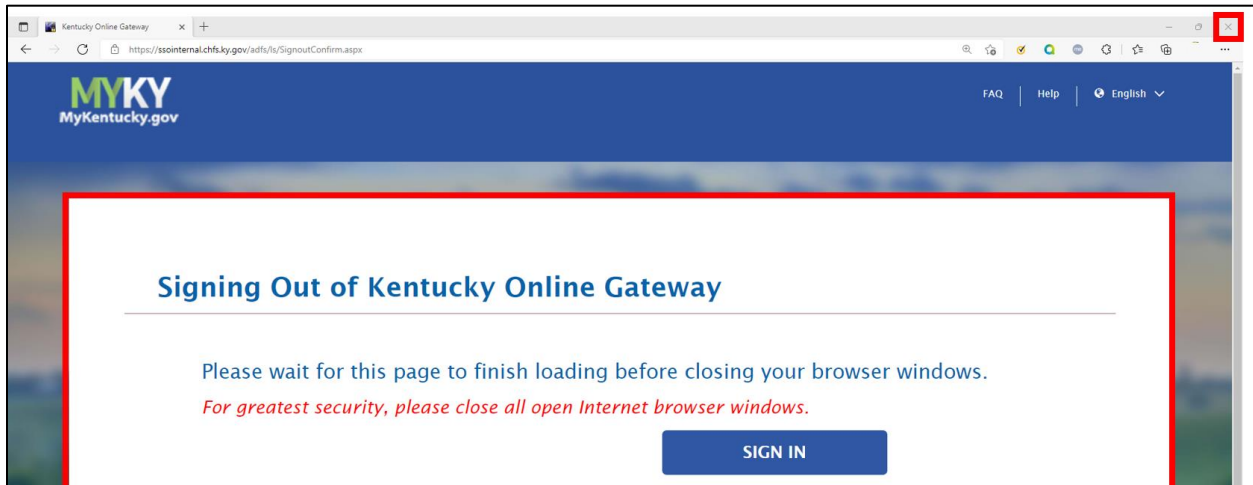 Kentucky Online Gateway
https://ssointernal.chfs.ky.gov/adfs/ls/SignoutConfirm.aspx
MYKY
MyKentucky.gov
FAQ
Help
English
Signing Out of Kentucky Online Gateway
Please wait for this page to finish loading before closing your browser windows.
For greatest security, please close all open Internet browser windows.
SIGN IN